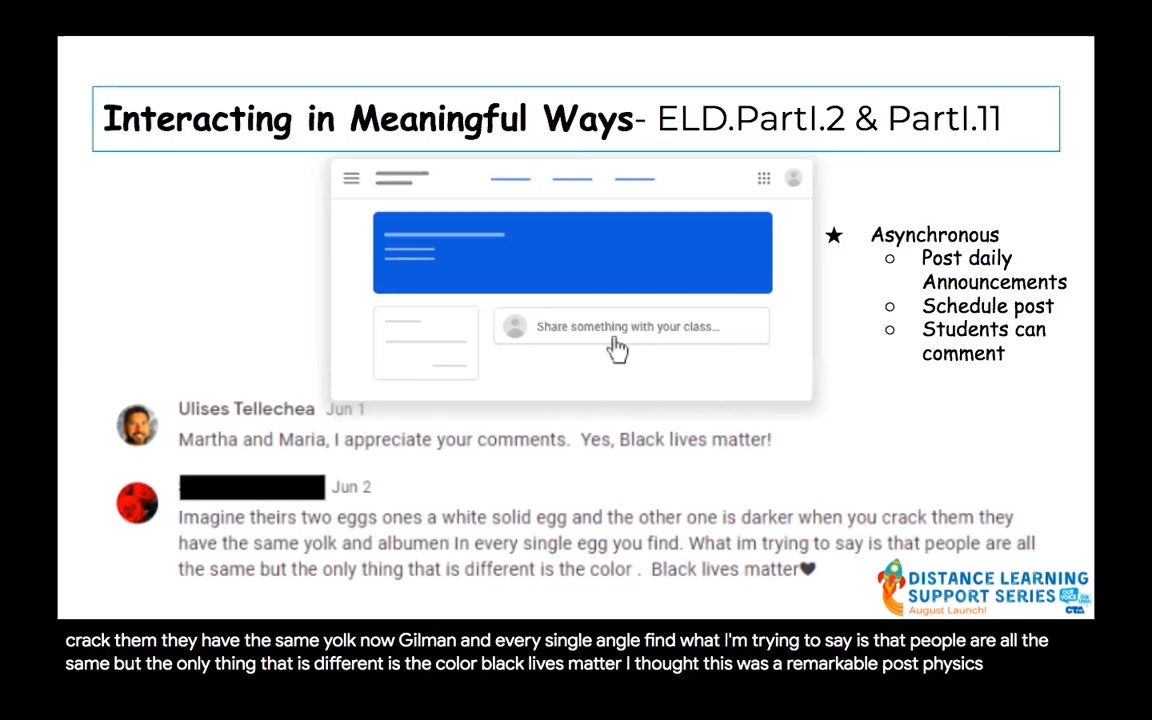 Interacting in Meaningful Ways- ELD.PartI.2 & PartI.11
Share something with your class...
★ Asynchronous
○ Post daily
Announcements
○ Schedule post
○ Students can
comment
Ulises Tellechea Jun 1
Martha and Maria, I appreciate your comments. Yes, Black lives matter!
Jun 2
Imagine theirs two eggs ones a white solid egg and the other one is darker when you crack them they
have the same yolk and albumen In every single egg you find. What im trying to say is that people are all
the same but the only thing that is different is the color . Black lives matter🖤
DISTANCE LEARNING
SUPPORT SERIES
August Launch!
CTA
crack them they have the same yolk now Gilman and every single angle find what I'm trying to say is that people are all the
same but the only thing that is different is the color black lives matter I thought this was a remarkable post physics